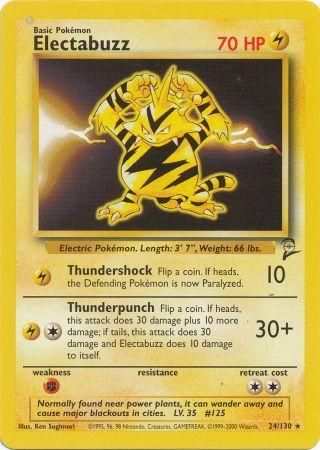 Basic Pokémon
Electabuzz 70 HP
Electric Pokémon. Length: 3' 7", Weight: 66 lbs.
Thundershock Flip a coin. If heads, 10
the Defending Pokémon is now Paralyzed.
Thunderpunch Flip a coin. If heads,
this attack does 30 damage plus 10 more 30+
damage; if tails, this attack does 30
damage and Electabuzz does 10 damage
to itself.
weakness resistance retreat cost
Normally found near power plants, it can wander away and
cause major blackouts in cities. LV. 35 #125
Illus. Ken Sugimori ©1995, 96, 98 Nintendo, Creatures, GAMEFREAK. ©1999-2000 Wizards. 24/130 ★